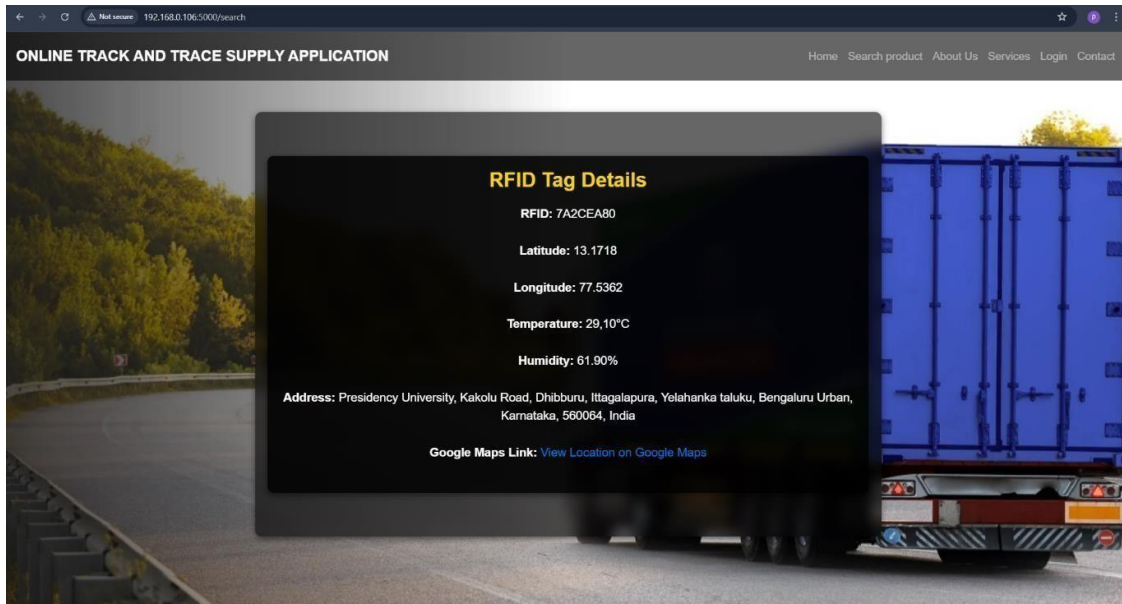 Not secure 192.168.0.106:5000/search
ONLINE TRACK AND TRACE SUPPLY APPLICATION
Home Search product About Us Services Login Contact
RFID Tag Details
RFID: 7A2CEA80
Latitude: 13.1718
Longitude: 77.5362
Temperature: 29,10°C
Humidity: 61.90%
Address: Presidency University, Kakolu Road, Dhibburu, Ittagalapura, Yelahanka taluku, Bengaluru Urban,
Karnataka, 560064, India
Google Maps Link: View Location on Google Maps